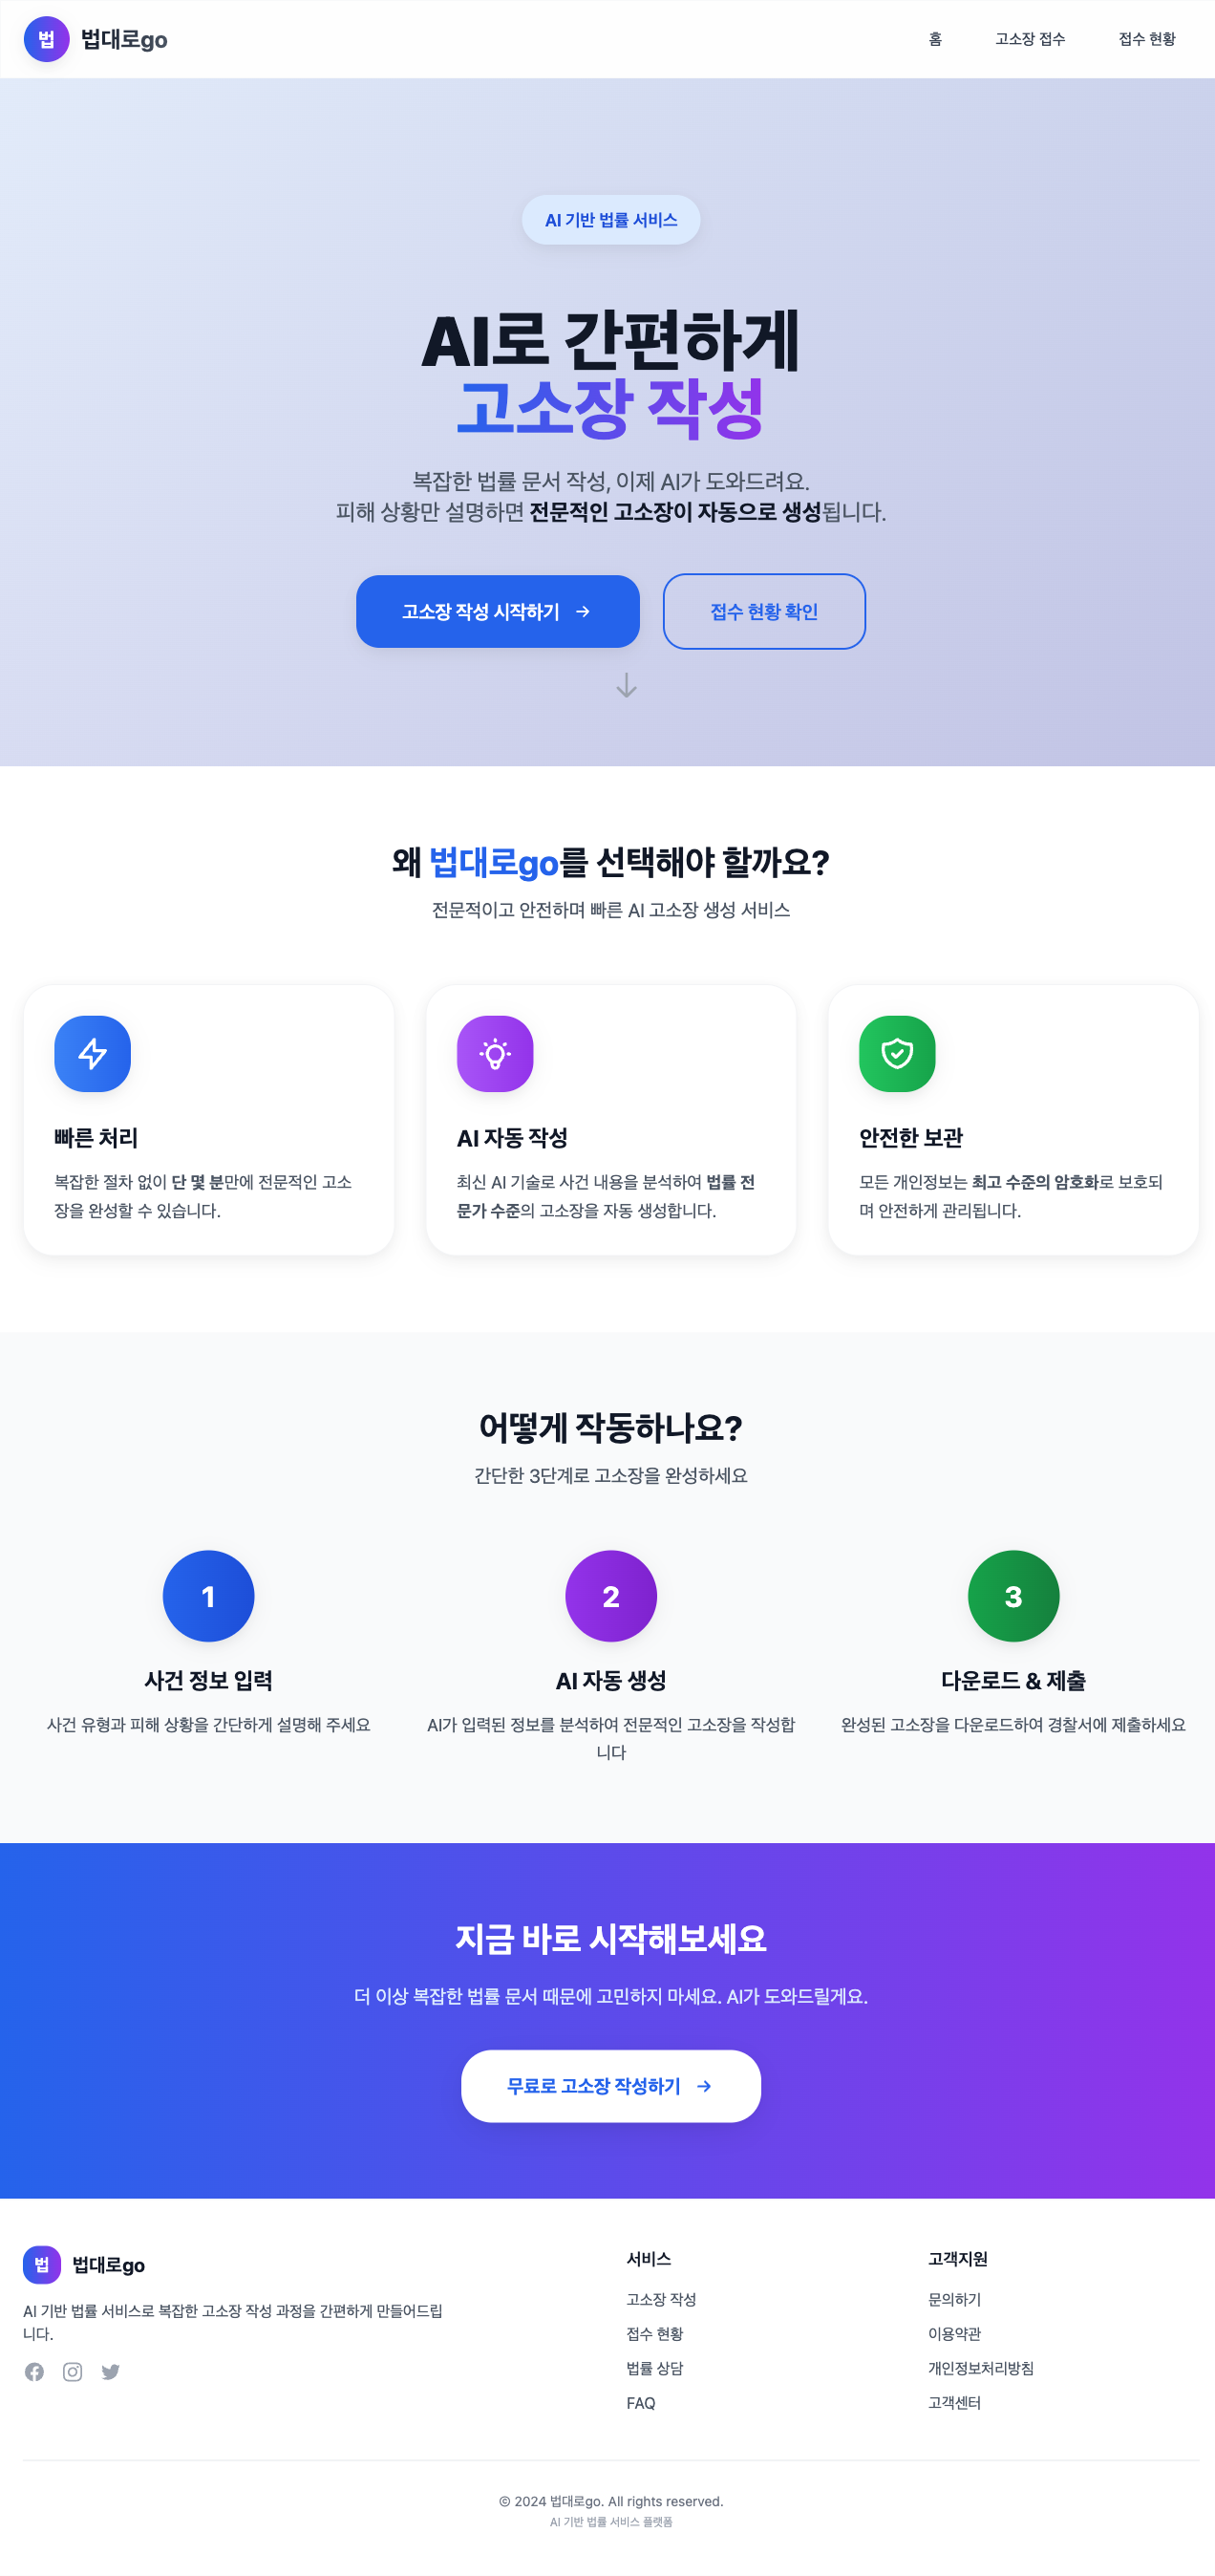 법 법대로go
홈 고소장 접수 접수 현황
AI 기반 법률 서비스
AI로 간편하게
고소장 작성
복잡한 법률 문서 작성, 이제 AI가 도와드려요.
피해 상황만 설명하면 전문적인 고소장이 자동으로 생성됩니다.
고소장 작성 시작하기 →
접수 현황 확인
왜 법대로go를 선택해야 할까요?
전문적이고 안전하며 빠른 AI 고소장 생성 서비스
빠른 처리
복잡한 절차 없이 단 몇 분만에 전문적인 고소
장을 완성할 수 있습니다.
AI 자동 작성
최신 AI 기술로 사건 내용을 분석하여 법률 전
문가 수준의 고소장을 자동 생성합니다.
안전한 보관
모든 개인정보는 최고 수준의 암호화로 보호되
며 안전하게 관리됩니다.
어떻게 작동하나요?
간단한 3단계로 고소장을 완성하세요
1
사건 정보 입력
사건 유형과 피해 상황을 간단하게 설명해 주세요
2
AI 자동 생성
AI가 입력된 정보를 분석하여 전문적인 고소장을 작성합
니다
3
다운로드 & 제출
완성된 고소장을 다운로드하여 경찰서에 제출하세요
지금 바로 시작해보세요
더 이상 복잡한 법률 문서 때문에 고민하지 마세요. AI가 도와드릴게요.
무료로 고소장 작성하기 →
법 법대로go
AI 기반 법률 서비스로 복잡한 고소장 작성 과정을 간편하게 만들어드립
니다.
서비스
고소장 작성
접수 현황
법률 상담
FAQ
고객지원
문의하기
이용약관
개인정보처리방침
고객센터
© 2024 법대로go. All rights reserved.
AI 기반 법률 서비스 플랫폼